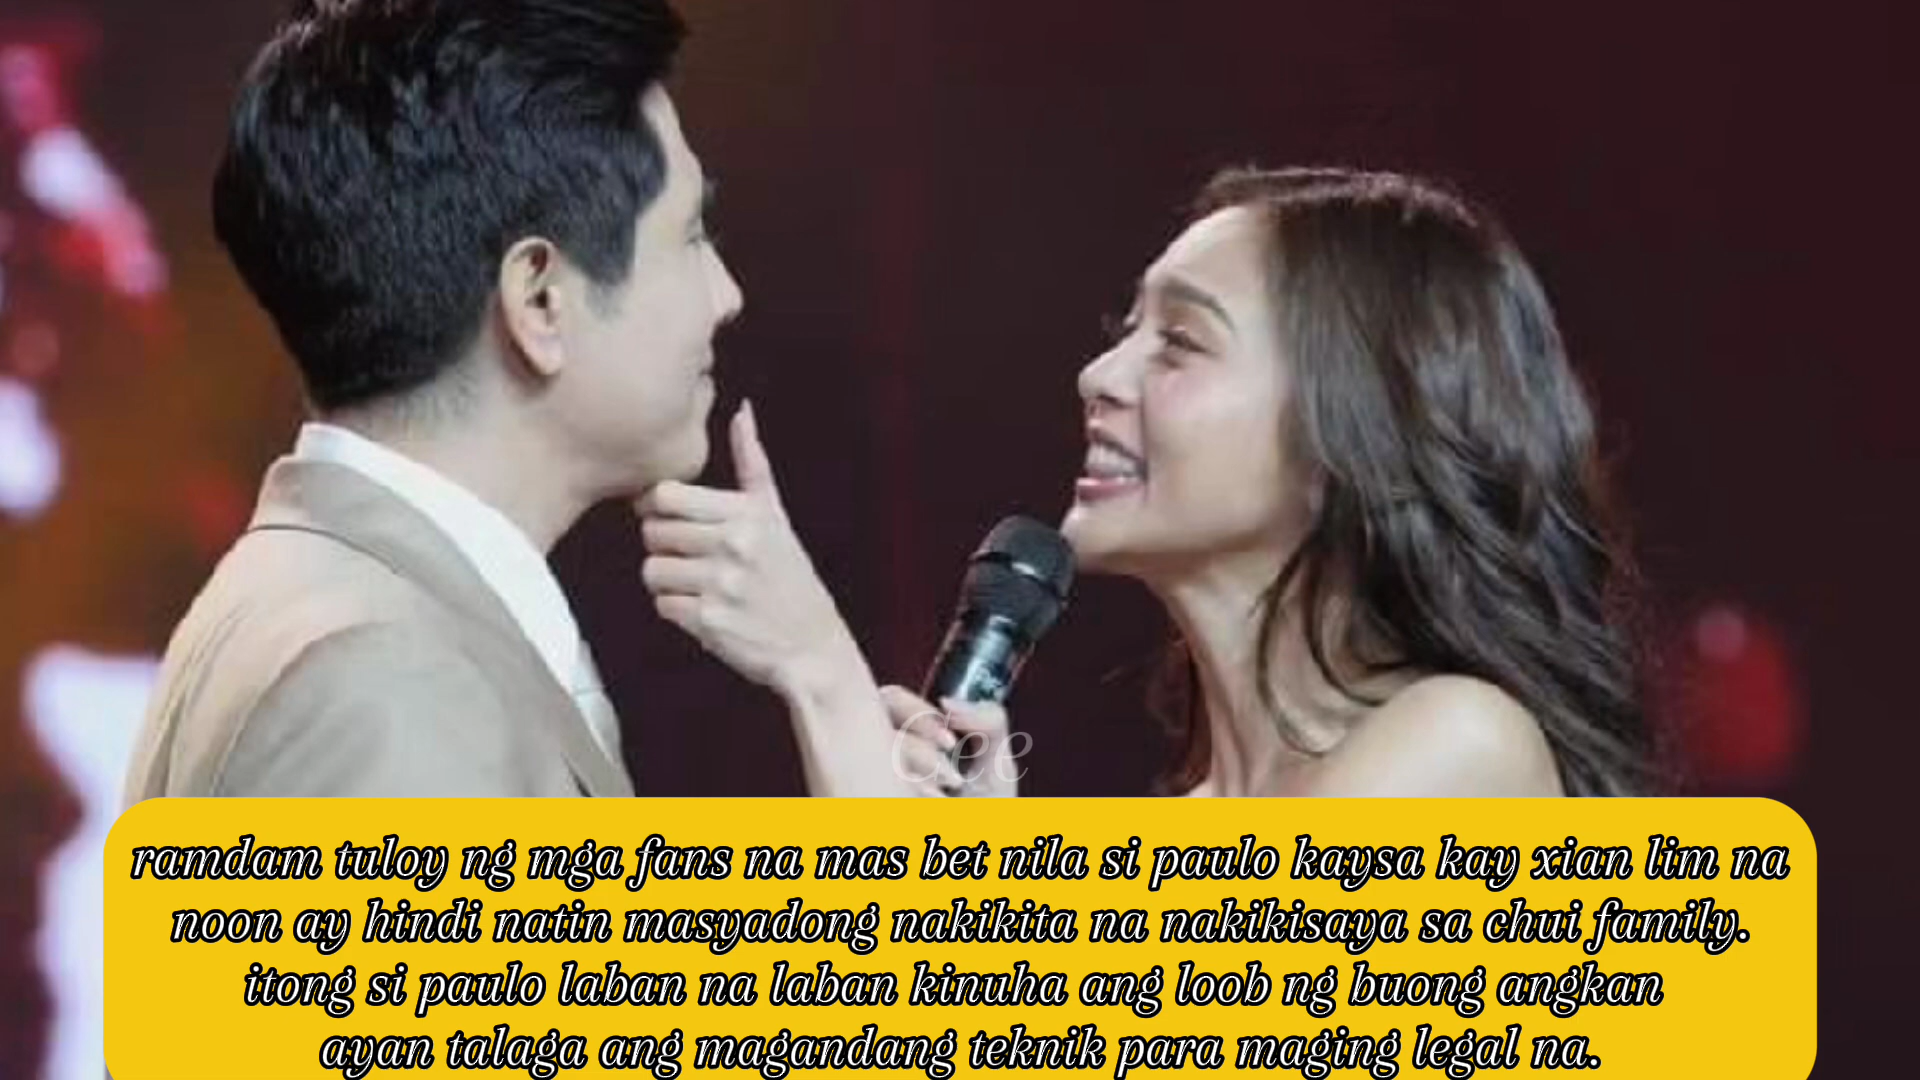 Cee
ramdam tuloy ng mga fans na mas bet nila si paulo kaysa kay xian lim na
noon ay hindi natin masyadong nakikita na nakikisaya sa chui family.
itong si paulo laban na laban kinuha ang loob ng buong angkan
ayan talaga ang magandang teknik para maging legal na.